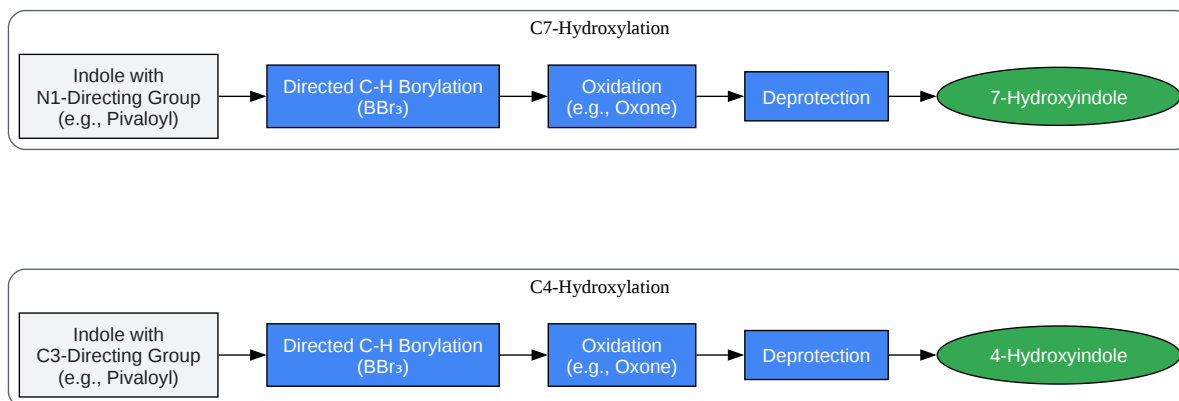 C7-Hydroxylation
Indole with
N1-Directing Group
(e.g., Pivaloyl)
Directed C-H Borylation
(BBr₃)
Oxidation
(e.g., Oxone)
Deprotection
7-Hydroxyindole
C4-Hydroxylation
Indole with
C3-Directing Group
(e.g., Pivaloyl)
Directed C-H Borylation
(BBr₃)
Oxidation
(e.g., Oxone)
Deprotection
4-Hydroxyindole